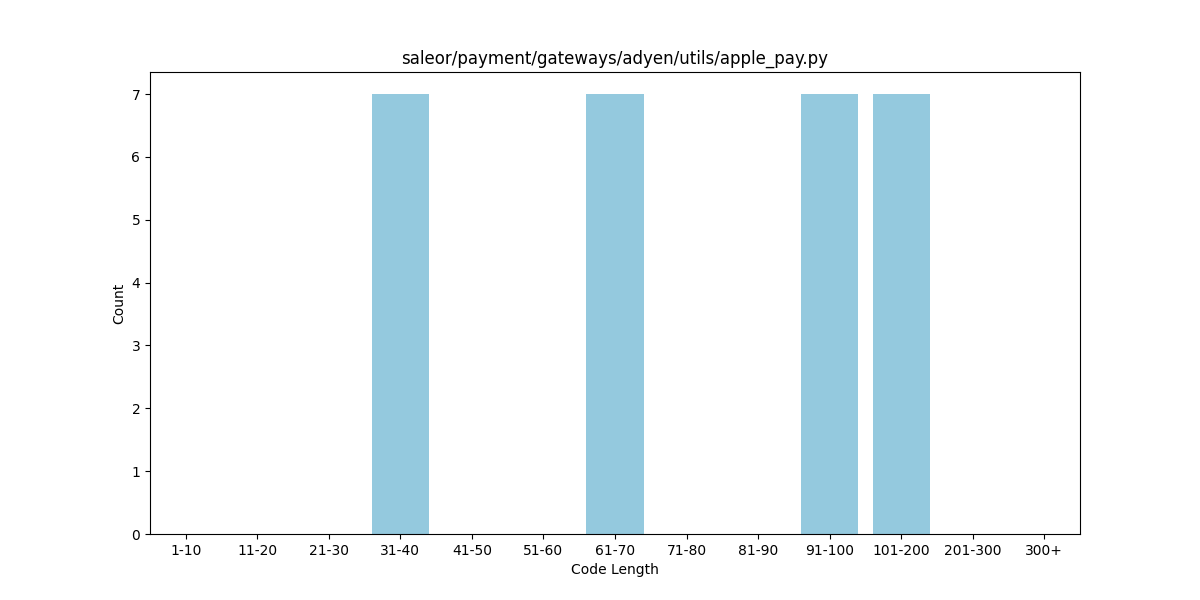 saleor/payment/gateways/adyen/utils/apple_pay.py
7
6
5
4
3
2
1
0
Count
1-10 11-20 21-30 31-40 41-50 51-60 61-70 71-80 81-90 91-100 101-200 201-300 300+
Code Length